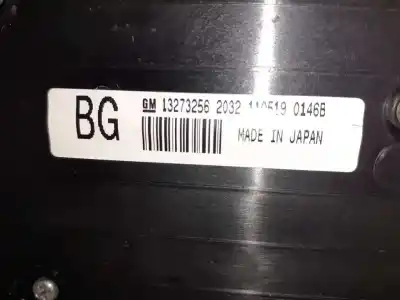 BG
GM 13273256 2032 110519 0146B
MADE IN JAPAN